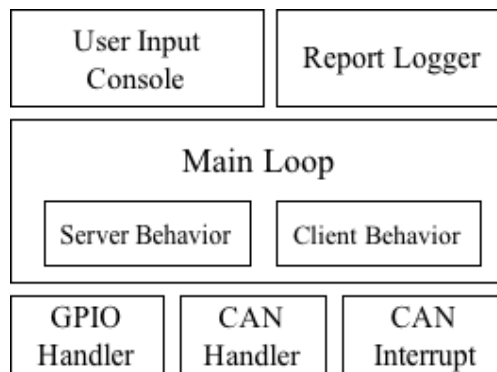 User Input
Console
Report Logger
Main Loop
Server Behavior
Client Behavior
GPIO
Handler
CAN
Handler
CAN
Interrupt